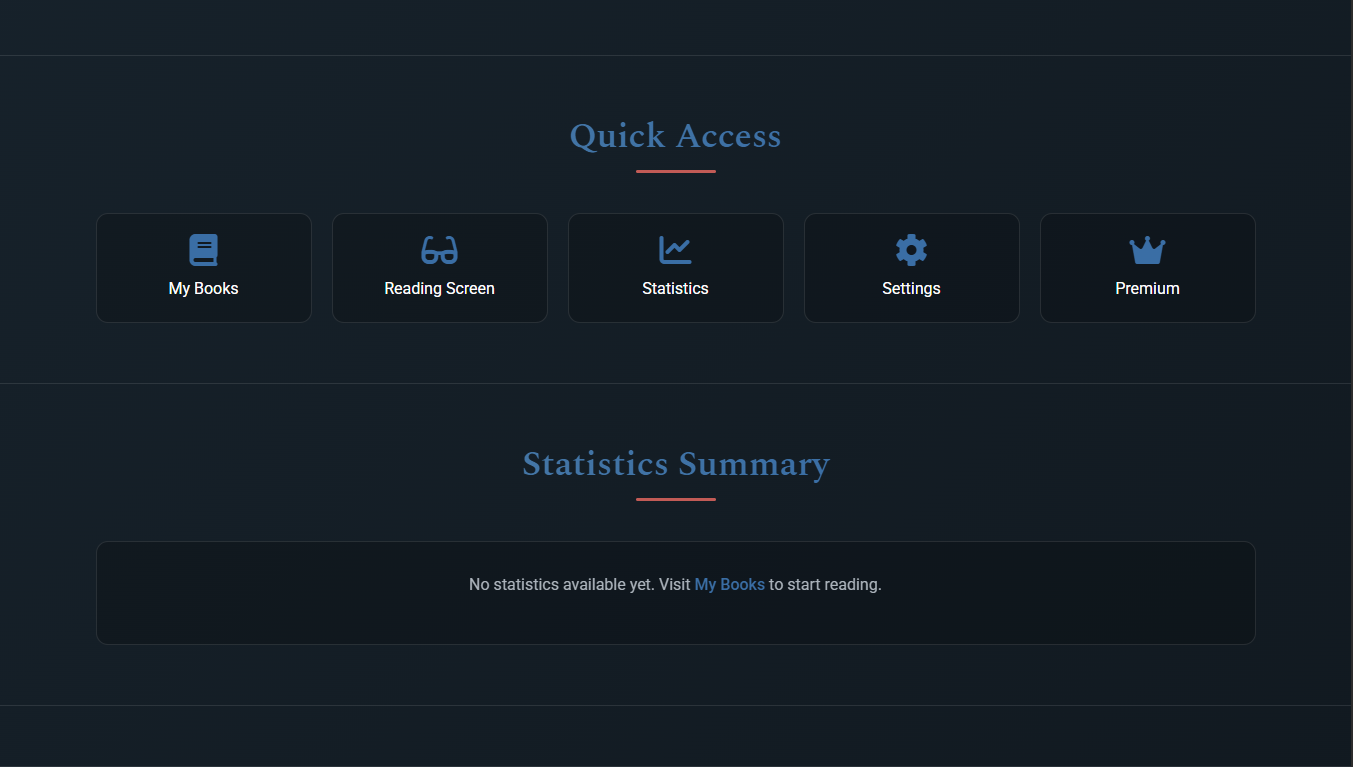 Quick Access
My Books
Reading Screen
Statistics
Settings
Premium
Statistics Summary
No statistics available yet. Visit My Books to start reading.